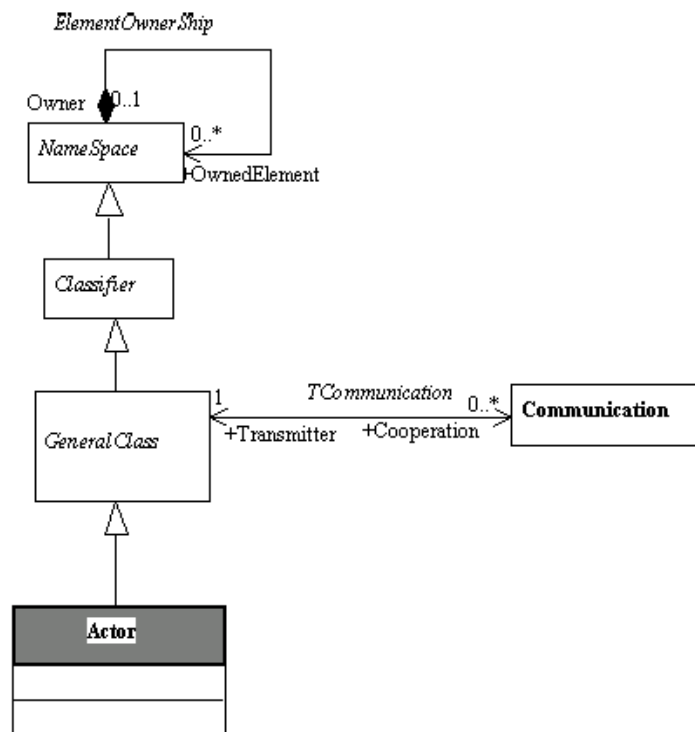 ElementOwnerShip
Owner
0..1
0..*
NameSpace
+OwnedElement
Classifier
1
TCommunication
0..*
Communication
GeneralClass
+Transmitter
+Cooperation
Actor